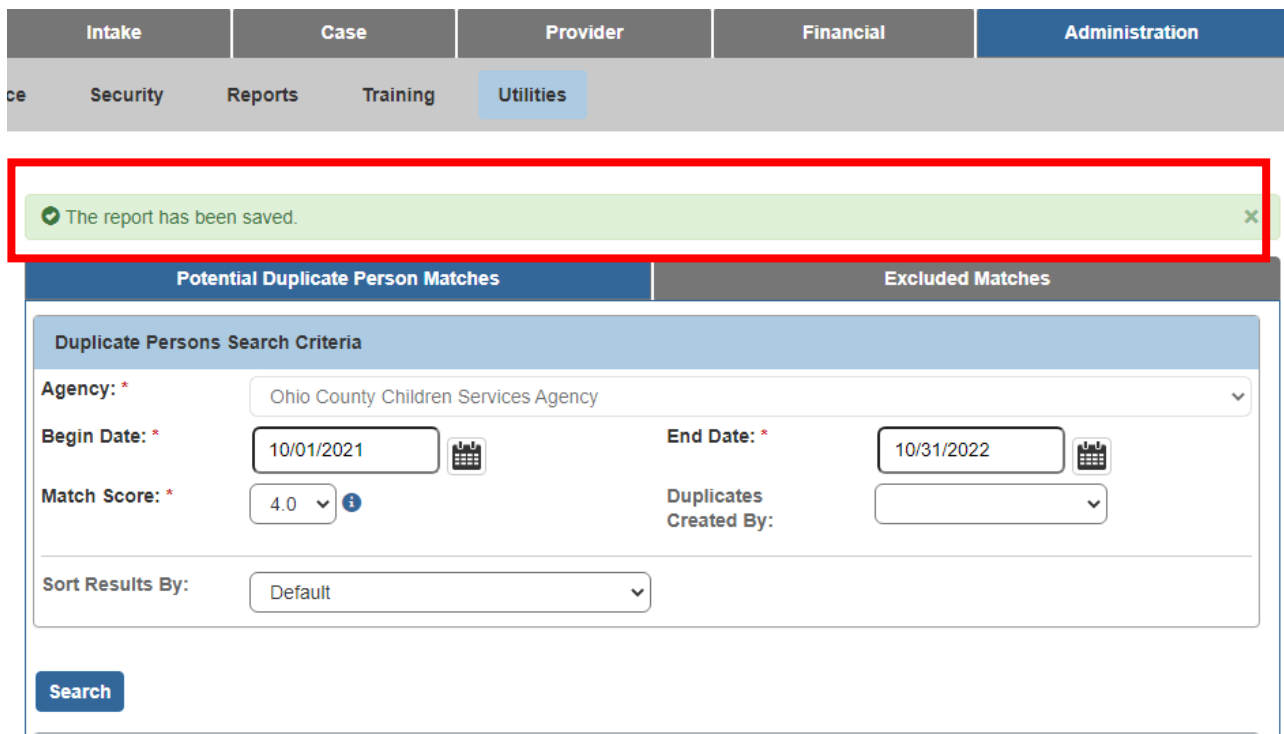 Intake Case Provider Financial Administration
ce Security Reports Training Utilities
The report has been saved. ×
Potential Duplicate Person Matches Excluded Matches
Duplicate Persons Search Criteria
Agency: * Ohio County Children Services Agency
Begin Date: * 10/01/2021 End Date: * 10/31/2022
Match Score: * 4.0 Duplicates
Created By:
Sort Results By: Default
Search